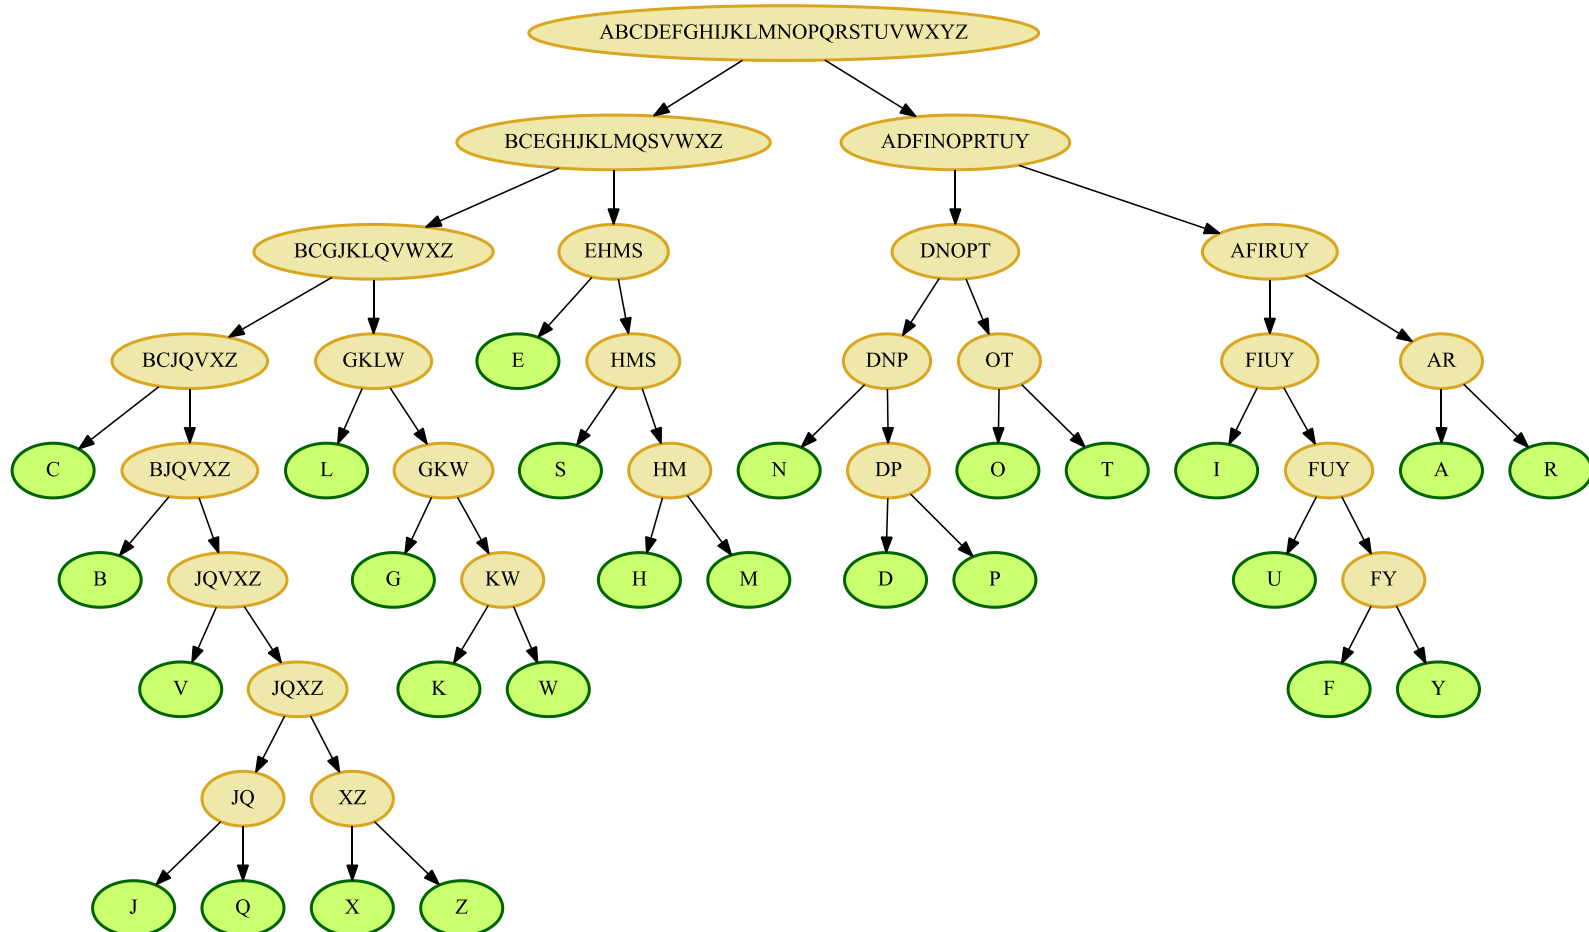 ABCDEFGHIJKLMNOPQRSTUVWXYZ
BCEGHJKLMQSVWXZ
ADFINOPRTUY
BCGJKLQVWXZ
EHMS
DNOPT
AFIRUY
BCJQVXZ
GKLW
E
HMS
DNP
OT
FIUY
AR
C
BJQVXZ
L
GKW
S
HM
N
DP
O
T
I
FUY
A
R
B
JQVXZ
G
KW
H
M
D
P
U
FY
V
JQXZ
K
W
F
Y
JQ
XZ
J
Q
X
Z